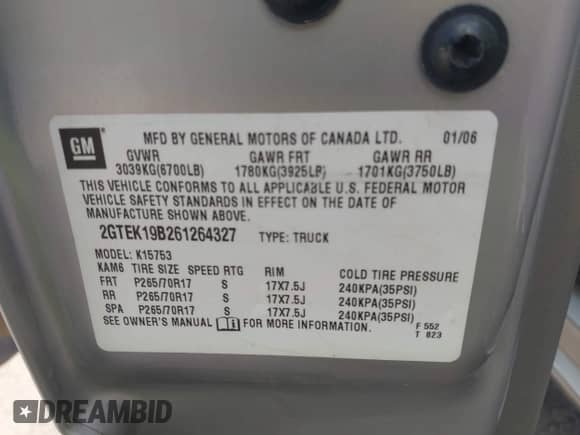 GM
MFD BY GENERAL MOTORS OF CANADA LTD. 01/06
GVWR GAWR FRT GAWR RR
3039KG(6700LB) 1780KG(3925LB) 1701KG(3750LB)
THIS VEHICLE CONFORMS TO ALL APPLICABLE U.S. FEDERAL MOTOR
VEHICLE SAFETY STANDARDS IN EFFECT ON THE DATE OF
MANUFACTURE SHOWN ABOVE.
2GTEK19B261264327 TYPE: TRUCK
MODEL: K15753
KAM6 TIRE SIZE SPEED RTG RIM COLD TIRE PRESSURE
FRT P265/70R17 S 17X7.5J 240KPA(35PSI)
RR P265/70R17 S 17X7.5J 240KPA(35PSI)
SPA P265/70R17 S 17X7.5J 240KPA(35PSI)
SEE OWNER'S MANUAL FOR MORE INFORMATION.
F 552
T 823
DREAMBID